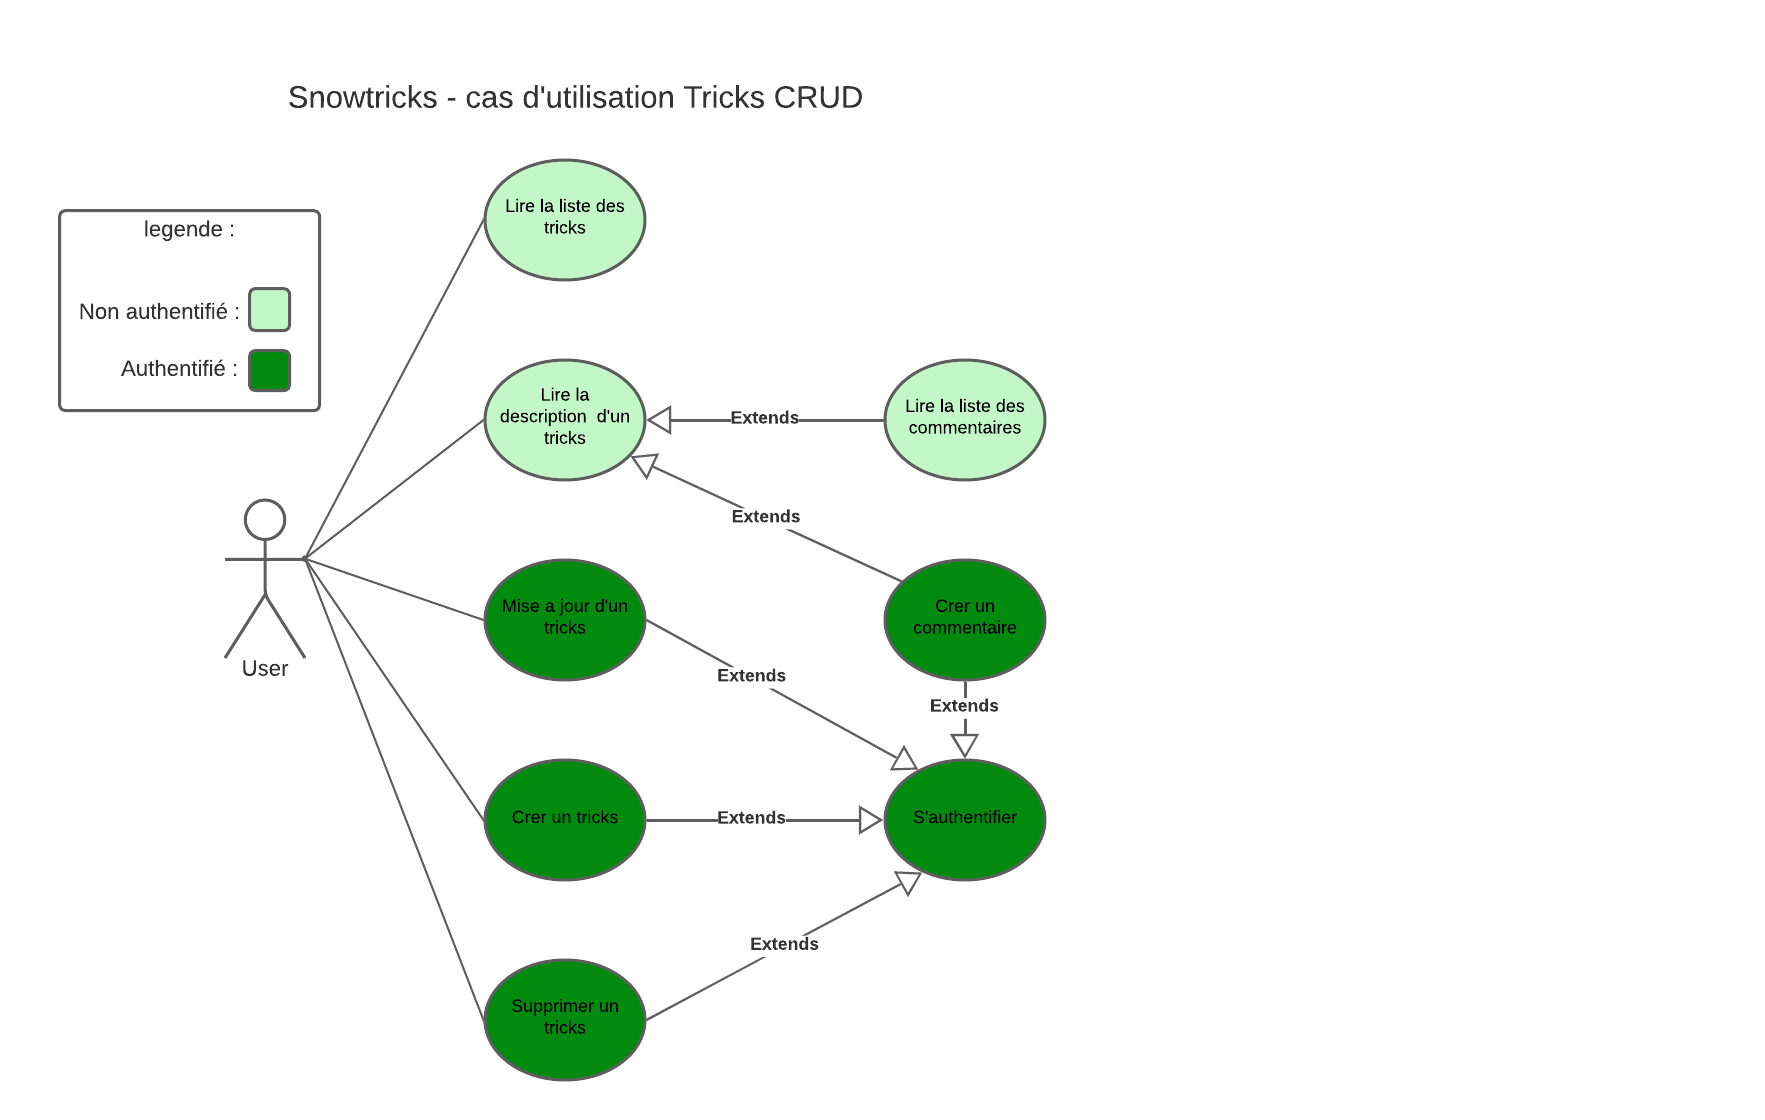 Snowtricks - cas d'utilisation Tricks CRUD
legende :
Non authentifié :
Authentifié :
Lire la liste des
tricks
Lire la
description  d'un
tricks
Extends
Lire la liste des
commentaires
Extends
User
Mise a jour d'un
tricks
Crer un
commentaire
Extends
Extends
Crer un tricks
Extends
S'authentifier
Extends
Supprimer un
tricks